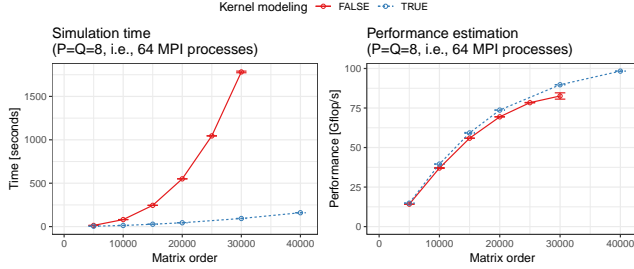 Kernel modeling FALSE TRUE
Simulation time
(P=Q=8, i.e., 64 MPI processes)
Time [seconds]
1500
1000
500
0
0 10000 20000 30000 40000
Matrix order
Performance estimation
(P=Q=8, i.e., 64 MPI processes)
Performance [Gflop/s]
100
75
50
25
0
0 10000 20000 30000 40000
Matrix order